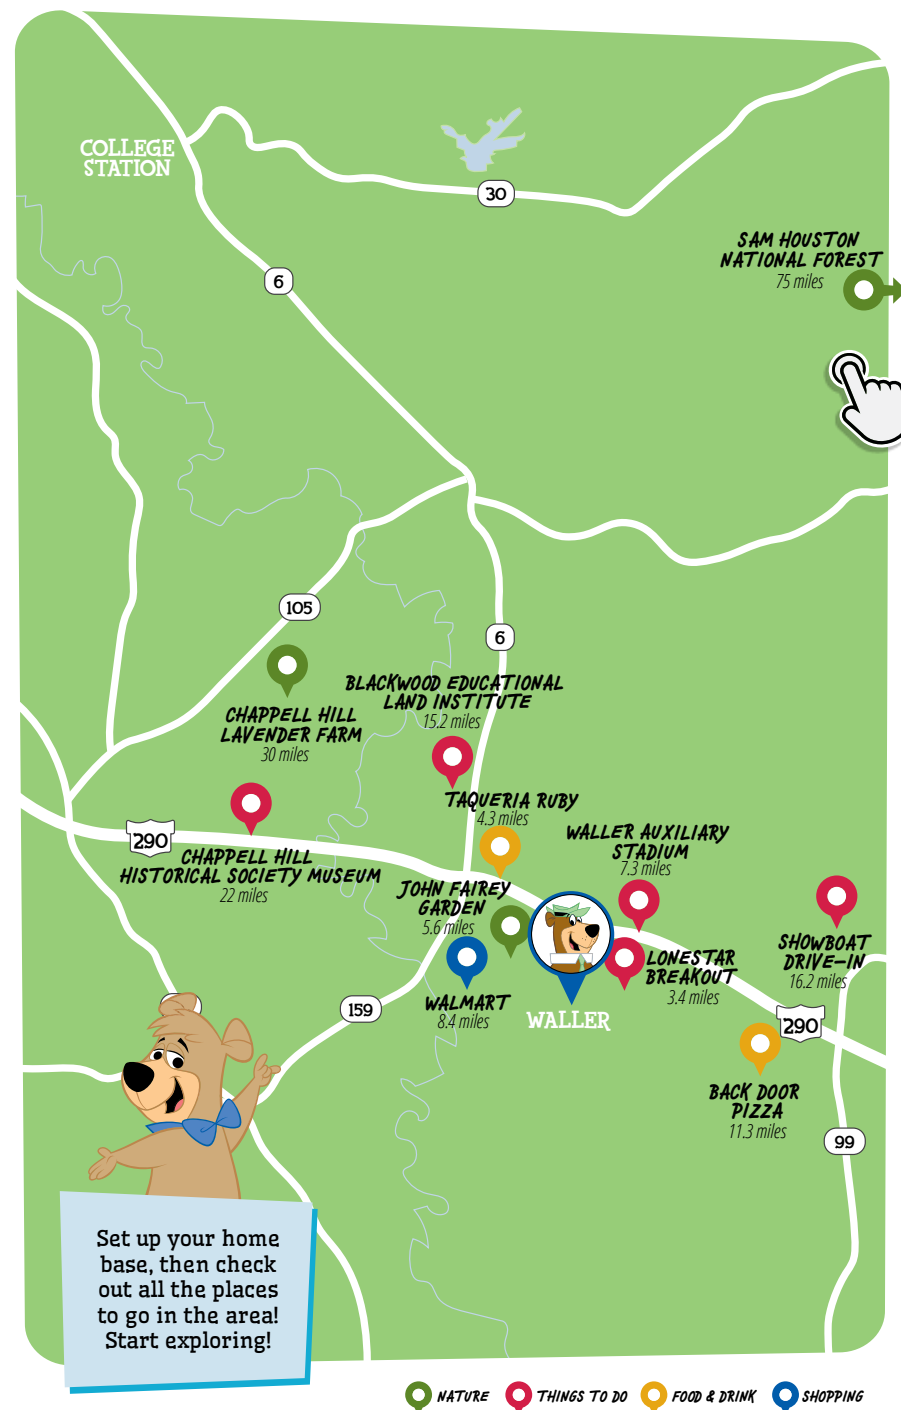 COLLEGE
STATION
30
SAM HOUSTON
NATIONAL FOREST
75 miles
6
105
6
BLACKWOOD EDUCATIONAL
LAND INSTITUTE
15.2 miles
CHAPPELL HILL
LAVENDER FARM
30 miles
TAQUERIA RUBY
4.3 miles
WALLER AUXILIARY
STADIUM
7.3 miles
290
CHAPPELL HILL
HISTORICAL SOCIETY MUSEUM
22 miles
JOHN FAIREY
GARDEN
5.6 miles
SHOWBOAT
DRIVE-IN
16.2 miles
LONESTAR
BREAKOUT
3.4 miles
WALMART
8.4 miles
159
WALLER
290
BACK DOOR
PIZZA
11.3 miles
99
Set up your home
base, then check
out all the places
to go in the area!
Start exploring!
NATURE
THINGS TO DO
FOOD & DRINK
SHOPPING